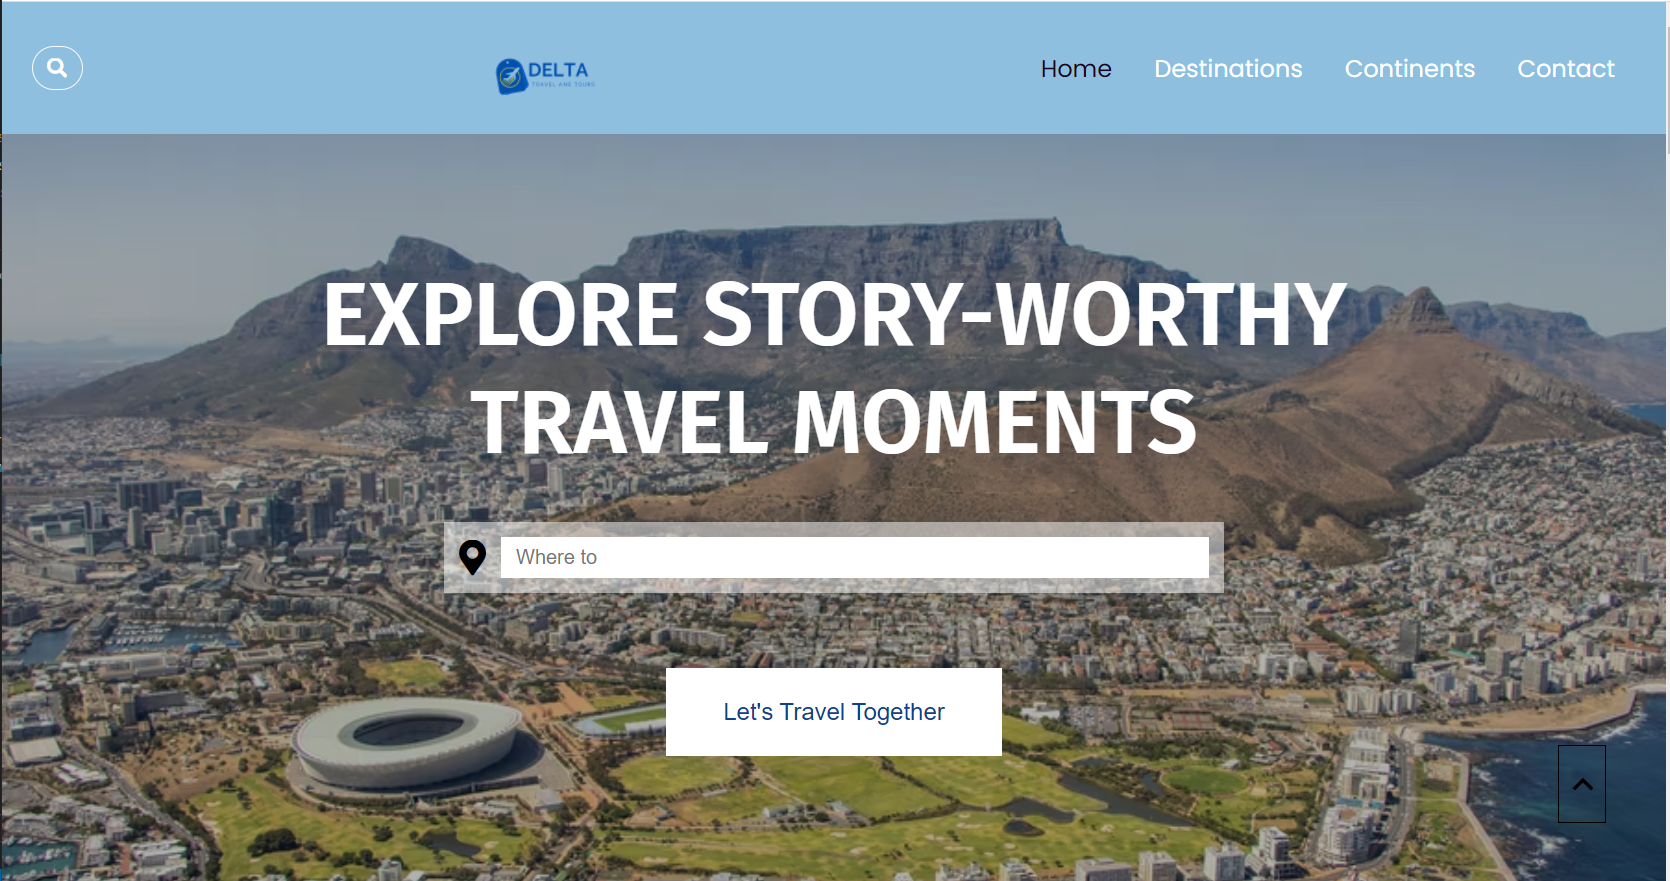 DELTA
TRAVEL AND TOURS
Home
Destinations
Continents
Contact
EXPLORE STORY-WORTHY
TRAVEL MOMENTS
Where to
Let's Travel Together